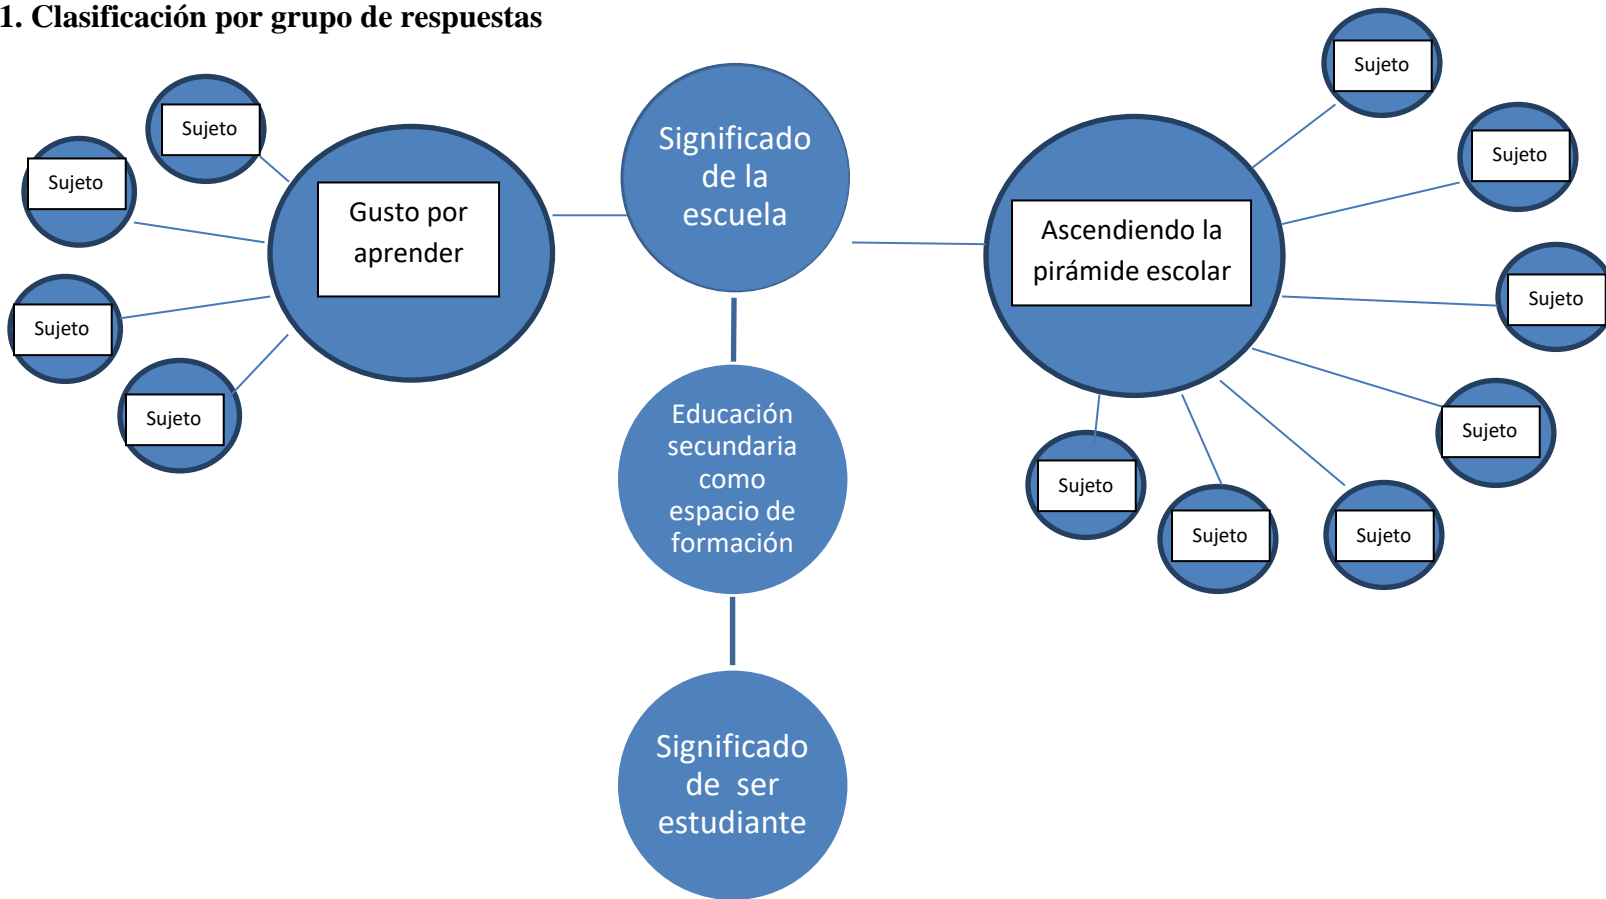 1. Clasificación por grupo de respuestas
Sujeto
Sujeto
Sujeto
Sujeto
Gusto por
aprender
Significado
de la
escuela
Educación
secundaria
como
espacio de
formación
Significado
de ser
estudiante
Ascendiendo la
pirámide escolar
Sujeto
Sujeto
Sujeto
Sujeto
Sujeto
Sujeto
Sujeto